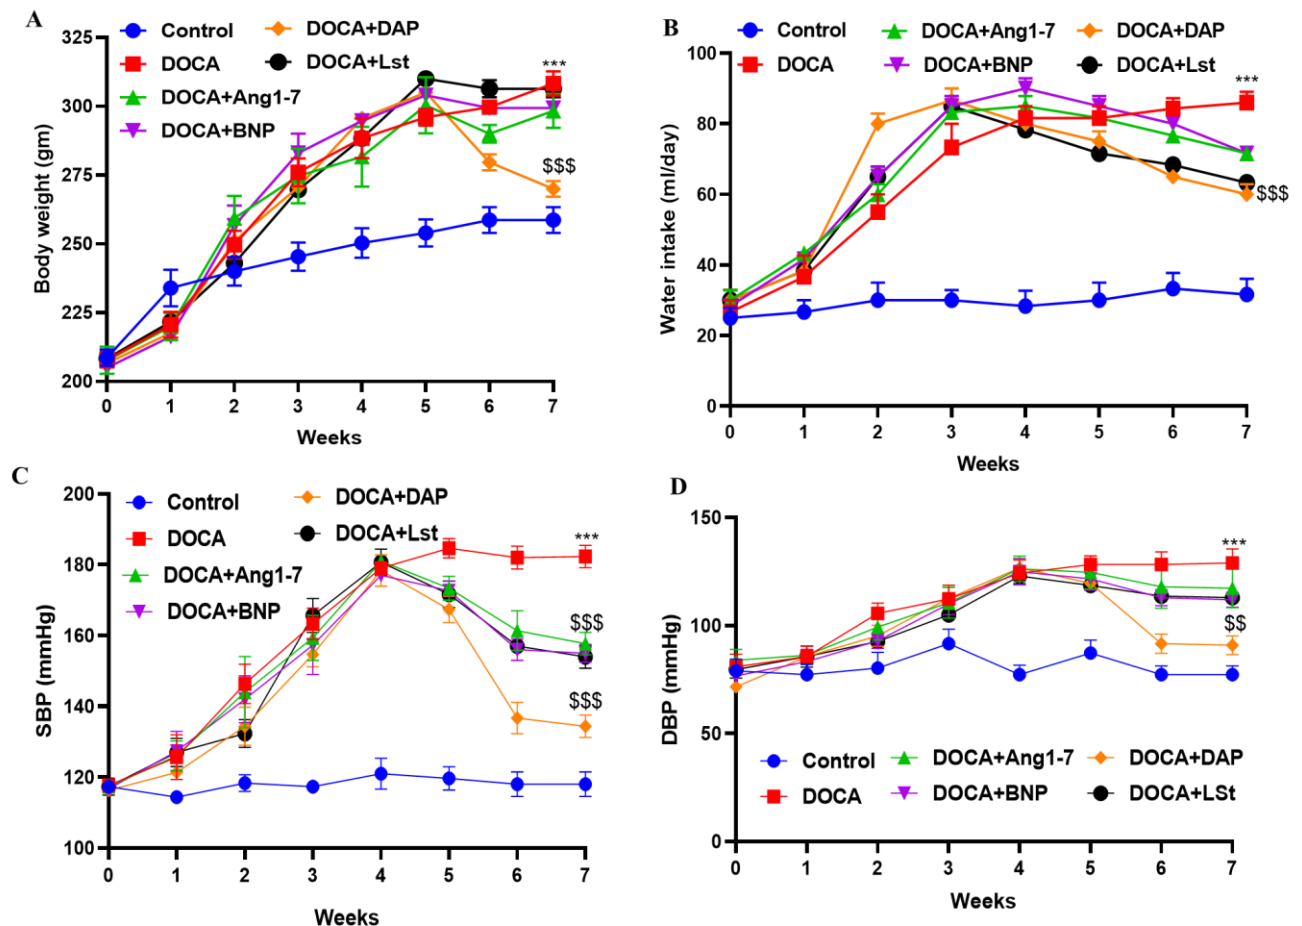 A
Control
DOCA+DAP
DOCA
DOCA+Lst
DOCA+Ang1-7
DOCA+BNP
325
300
275
250
225
200
Body weight (gm)
***
$$$
0 1 2 3 4 5 6 7
Weeks
B
Control
DOCA+Ang1-7
DOCA+DAP
DOCA
DOCA+BNP
DOCA+Lst
100
80
60
40
20
0
Water intake (ml/day)
***
$$$
0 1 2 3 4 5 6 7
Weeks
C
Control
DOCA+DAP
DOCA
DOCA+Lst
DOCA+Ang1-7
DOCA+BNP
200
180
160
140
120
100
SBP (mmHg)
***
$$$
$$$
0 1 2 3 4 5 6 7
Weeks
D
150
100
50
0
DBP (mmHg)
***
$$
Control
DOCA+Ang1-7
DOCA+DAP
DOCA
DOCA+BNP
DOCA+LSt
0 1 2 3 4 5 6 7
Weeks